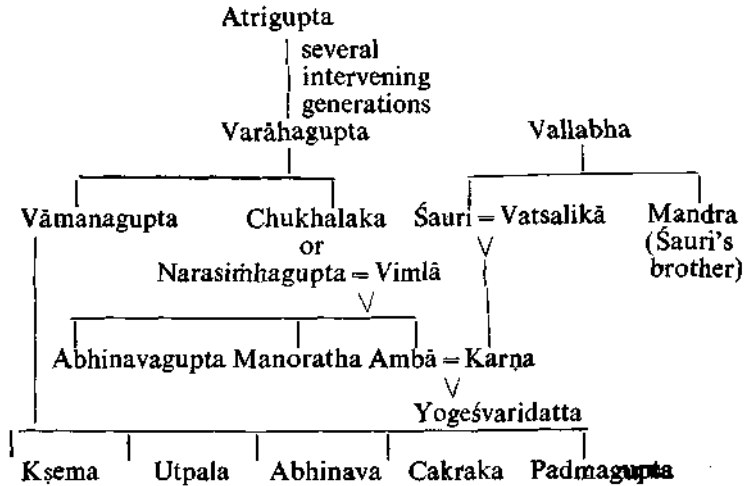 Atrigupta
several
intervening
generations
Varāhagupta Vallabha
Vāmanagupta Chukhalaka Śauri = Vatsalikā Mandra
or (Śauri's
Narasiṁhagupta = Vimlā brother)
Abhinavagupta Manoratha Ambā = Karṇa
Yogeśvaridatta
Kṣema Utpala Abhinava Cakraka Padmagupta